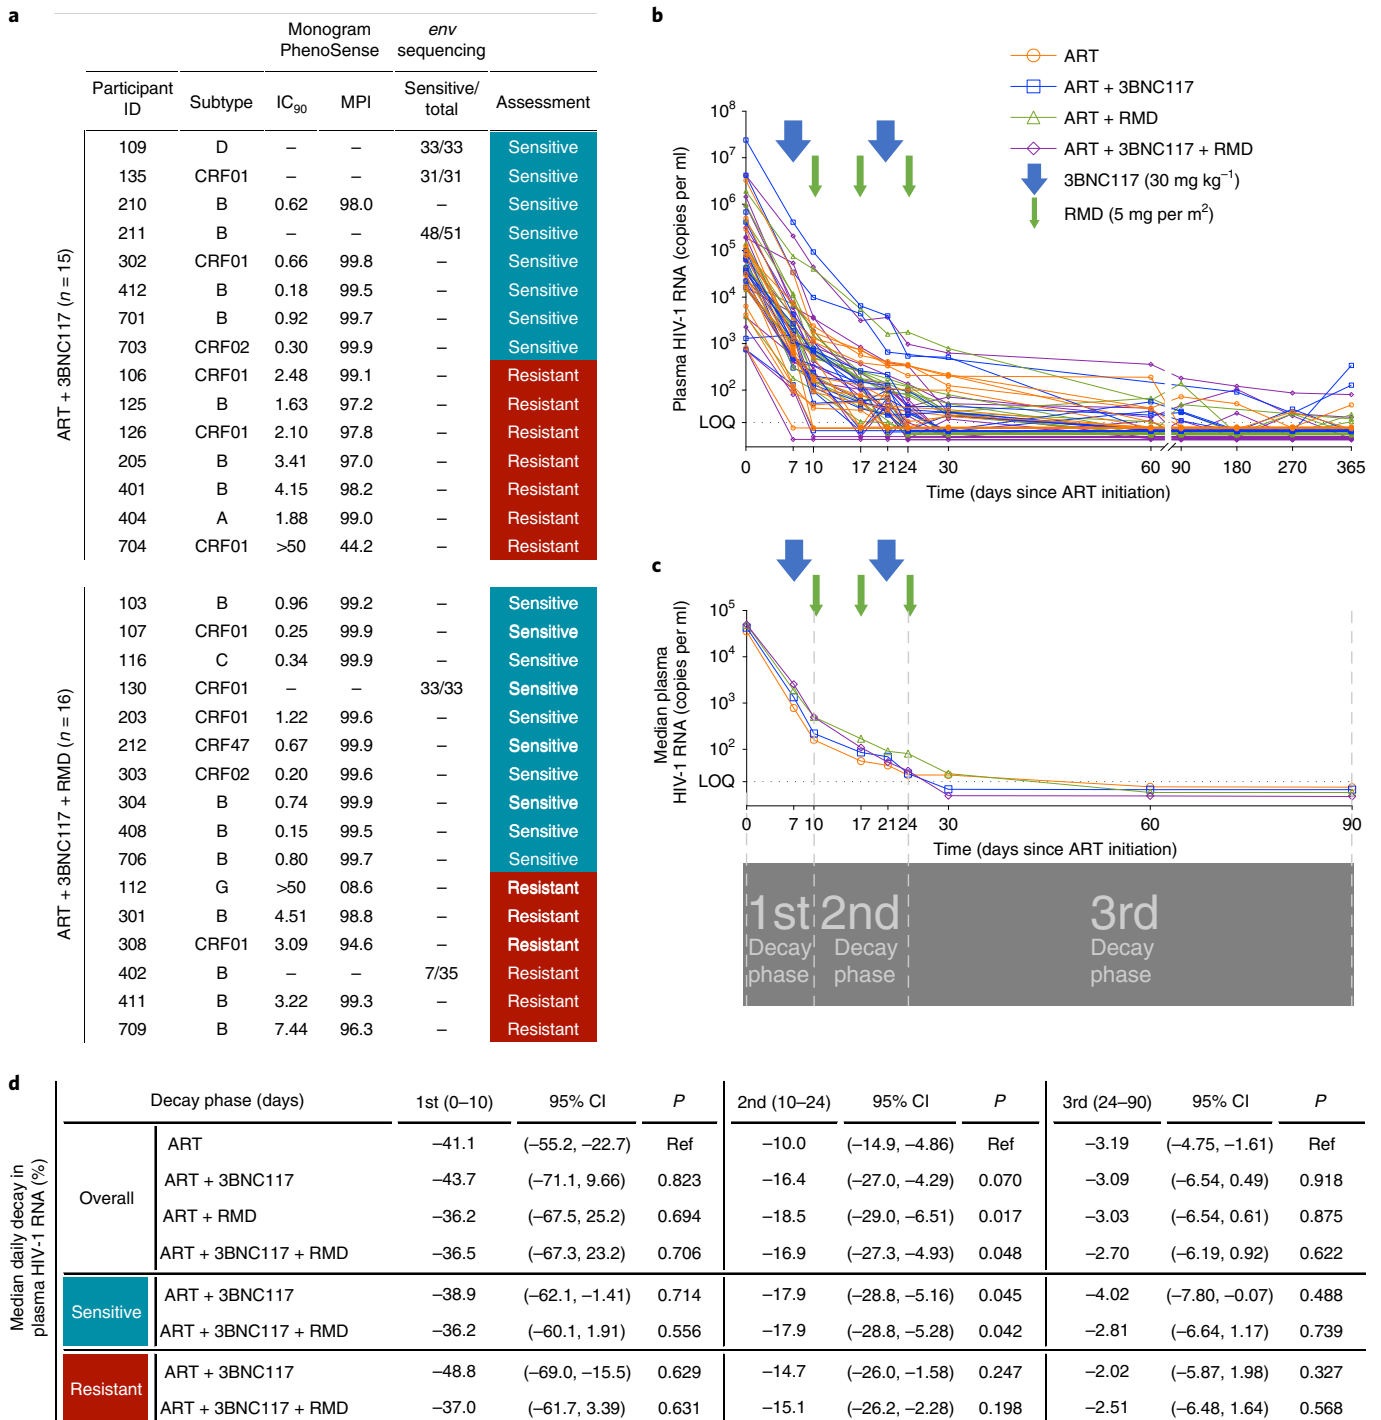 a
Monogram PhenoSense
env sequencing
Participant ID Subtype IC90 MPI Sensitive/total Assessment
ART + 3BNC117 (n = 15)
109 D – – 33/33 Sensitive
135 CRF01 – – 31/31 Sensitive
210 B 0.62 98.0 – Sensitive
211 B – – 48/51 Sensitive
302 CRF01 0.66 99.8 – Sensitive
412 B 0.18 99.5 – Sensitive
701 B 0.92 99.7 – Sensitive
703 CRF02 0.30 99.9 – Sensitive
106 CRF01 2.48 99.1 – Resistant
125 B 1.63 97.2 – Resistant
126 CRF01 2.10 97.8 – Resistant
205 B 3.41 97.0 – Resistant
401 B 4.15 98.2 – Resistant
404 A 1.88 99.0 – Resistant
704 CRF01 >50 44.2 – Resistant
ART + 3BNC117 + RMD (n = 16)
103 B 0.96 99.2 – Sensitive
107 CRF01 0.25 99.9 – Sensitive
116 C 0.34 99.9 – Sensitive
130 CRF01 – – 33/33 Sensitive
203 CRF01 1.22 99.6 – Sensitive
212 CRF47 0.67 99.9 – Sensitive
303 CRF02 0.20 99.6 – Sensitive
304 B 0.74 99.9 – Sensitive
408 B 0.15 99.5 – Sensitive
706 B 0.80 99.7 – Sensitive
112 G >50 08.6 – Resistant
301 B 4.51 98.8 – Resistant
308 CRF01 3.09 94.6 – Resistant
402 B – – 7/35 Resistant
411 B 3.22 99.3 – Resistant
709 B 7.44 96.3 – Resistant
b
ART
ART + 3BNC117
ART + RMD
ART + 3BNC117 + RMD
3BNC117 (30 mg kg–1)
RMD (5 mg per m2)
Plasma HIV-1 RNA (copies per ml)
10^8
10^7
10^6
10^5
10^4
10^3
10^2
LOQ
0 7 10 17 21 24 30 60 90 180 270 365
Time (days since ART initiation)
c
Median plasma
HIV-1 RNA (copies per ml)
10^5
10^4
10^3
10^2
LOQ
0 7 10 17 21 24 30 60 90
Time (days since ART initiation)
1st 2nd 3rd
Decay Decay Decay
phase phase phase
d
Median daily decay in
plasma HIV-1 RNA (%)
Decay phase (days) 1st (0–10) 95% CI P 2nd (10–24) 95% CI P 3rd (24–90) 95% CI P
Overall
ART –41.1 (–55.2, –22.7) Ref –10.0 (–14.9, –4.86) Ref –3.19 (–4.75, –1.61) Ref
ART + 3BNC117 –43.7 (–71.1, 9.66) 0.823 –16.4 (–27.0, –4.29) 0.070 –3.09 (–6.54, 0.49) 0.918
ART + RMD –36.2 (–67.5, 25.2) 0.694 –18.5 (–29.0, –6.51) 0.017 –3.03 (–6.54, 0.61) 0.875
ART + 3BNC117 + RMD –36.5 (–67.3, 23.2) 0.706 –16.9 (–27.3, –4.93) 0.048 –2.70 (–6.19, 0.92) 0.622
Sensitive
ART + 3BNC117 –38.9 (–62.1, –1.41) 0.714 –17.9 (–28.8, –5.16) 0.045 –4.02 (–7.80, –0.07) 0.488
ART + 3BNC117 + RMD –36.2 (–60.1, 1.91) 0.556 –17.9 (–28.8, –5.28) 0.042 –2.81 (–6.64, 1.17) 0.739
Resistant
ART + 3BNC117 –48.8 (–69.0, –15.5) 0.629 –14.7 (–26.0, –1.58) 0.247 –2.02 (–5.87, 1.98) 0.327
ART + 3BNC117 + RMD –37.0 (–61.7, 3.39) 0.631 –15.1 (–26.2, –2.28) 0.198 –2.51 (–6.48, 1.64) 0.568